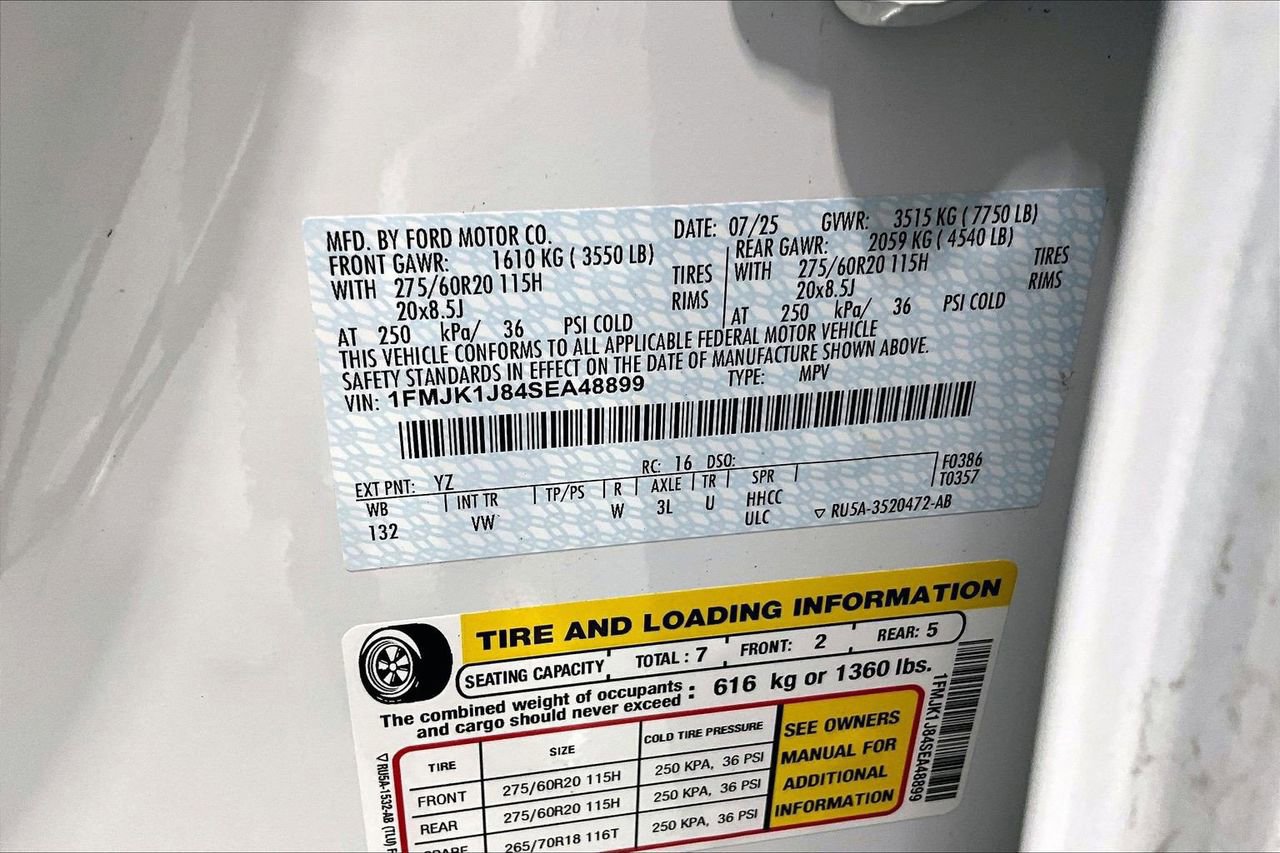 MFD. BY FORD MOTOR CO. DATE: 07/25 GVWR: 3515 KG ( 7750 LB)
FRONT GAWR: 1610 KG ( 3550 LB) REAR GAWR: 2059 KG ( 4540 LB)
WITH 275/60R20 115H TIRES WITH 275/60R20 115H TIRES
20x8.5J RIMS 20x8.5J RIMS
AT 250 kPa/ 36 PSI COLD AT 250 kPa/ 36 PSI COLD
THIS VEHICLE CONFORMS TO ALL APPLICABLE FEDERAL MOTOR VEHICLE
SAFETY STANDARDS IN EFFECT ON THE DATE OF MANUFACTURE SHOWN ABOVE.
VIN: 1FMJK1J84SEA48899 TYPE: MPV
EXT PNT: YZ RC: 16 DSO: F0386
WB INT TR TP/PS R AXLE TR SPR T0357
132 VW W 3L U HHCC
ULC ▽ RU5A-3520472-AB
TIRE AND LOADING INFORMATION
SEATING CAPACITY TOTAL : 7 FRONT: 2 REAR: 5
The combined weight of occupants
and cargo should never exceed : 616 kg or 1360 lbs.
TIRE SIZE COLD TIRE PRESSURE
FRONT 275/60R20 115H 250 KPA, 36 PSI
REAR 275/60R20 115H 250 KPA, 36 PSI
SPARE 265/70R18 116T 250 KPA, 36 PSI
SEE OWNERS
MANUAL FOR
ADDITIONAL
INFORMATION
1FMJK1J84SEA48899
▽ RU5A-1532-AB (TLU)